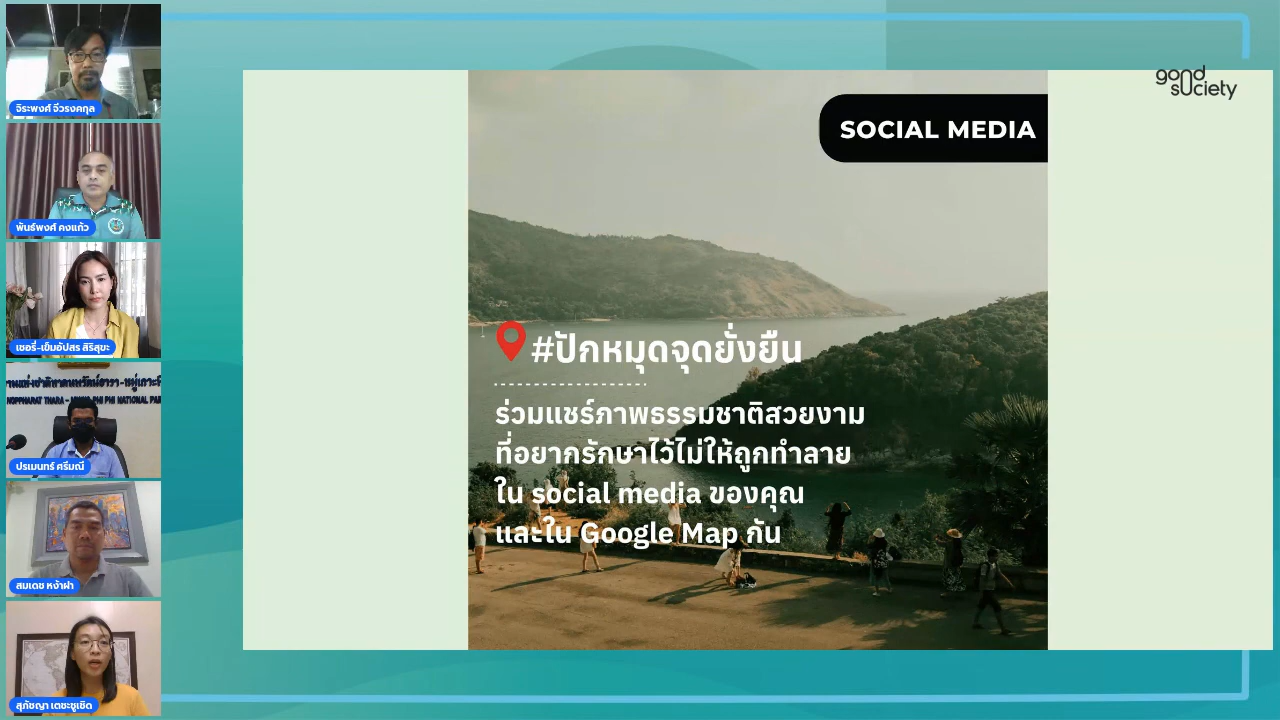 จิระพงศ์ จีวรงคกุล
พันธ์พงศ์ คงแก้ว
เชอรี่-เข็มอัปสร สิริสุขะ
ปรเมนทร์ ศรีมณี
สมเดช หง้าฝา
สุภัชญา เตชะชูเชิด
good
society
SOCIAL MEDIA
#ปักหมุดจุดยั่งยืน
ร่วมแชร์ภาพธรรมชาติสวยงาม
ที่อยากรักษาไว้ไม่ให้ถูกทำลาย
ใน social media ของคุณ
และใน Google Map กัน